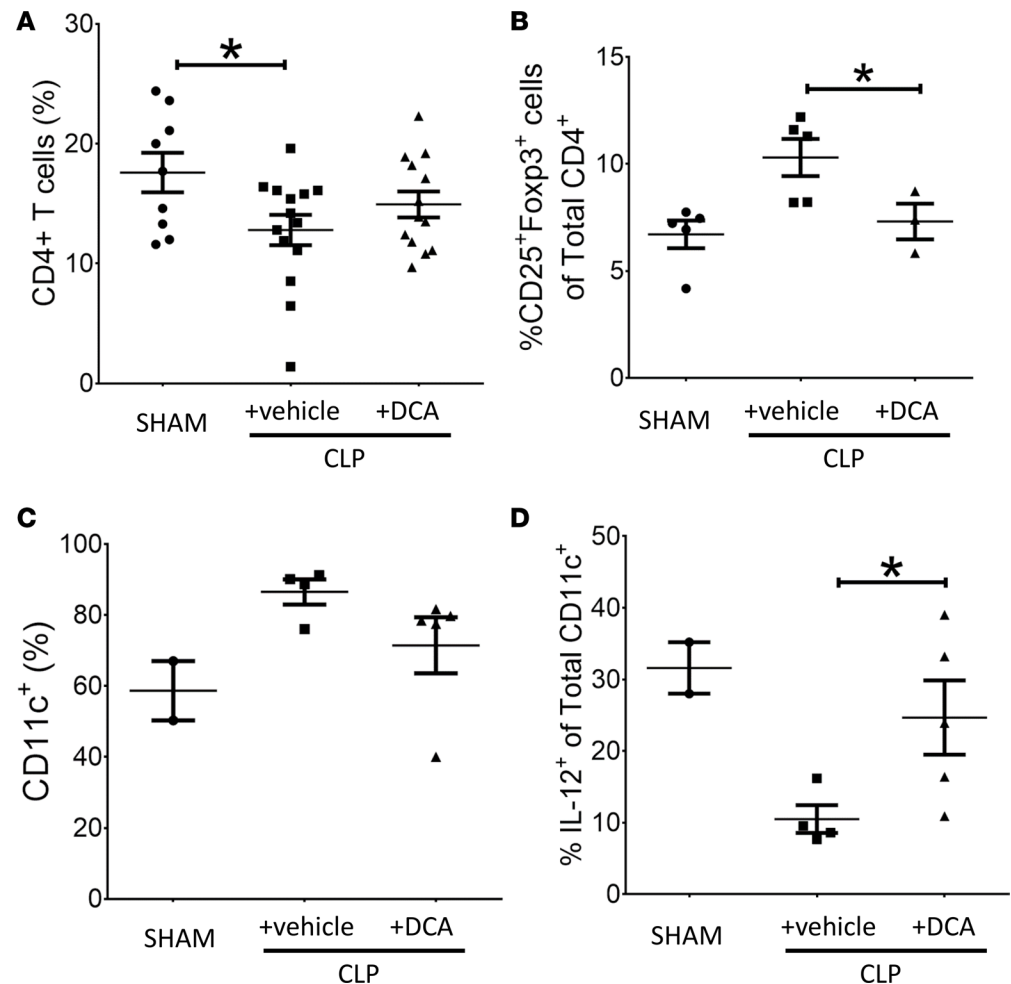 A
CD4+ T cells (%)
30
20
10
0
*
SHAM
+vehicle
+DCA
CLP
B
%CD25⁺Foxp3⁺ cells
of Total CD4⁺
15
10
5
0
*
SHAM
+vehicle
+DCA
CLP
C
CD11c⁺ (%)
100
80
60
40
20
0
SHAM
+vehicle
+DCA
CLP
D
% IL-12⁺ of Total CD11c⁺
50
40
30
20
10
0
*
SHAM
+vehicle
+DCA
CLP